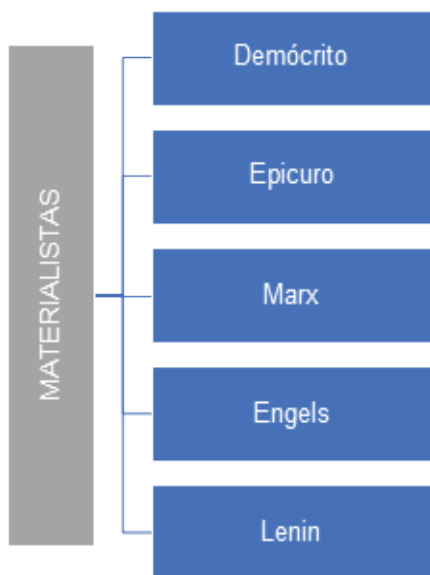 MATERIALISTAS
Demócrito
Epicuro
Marx
Engels
Lenin